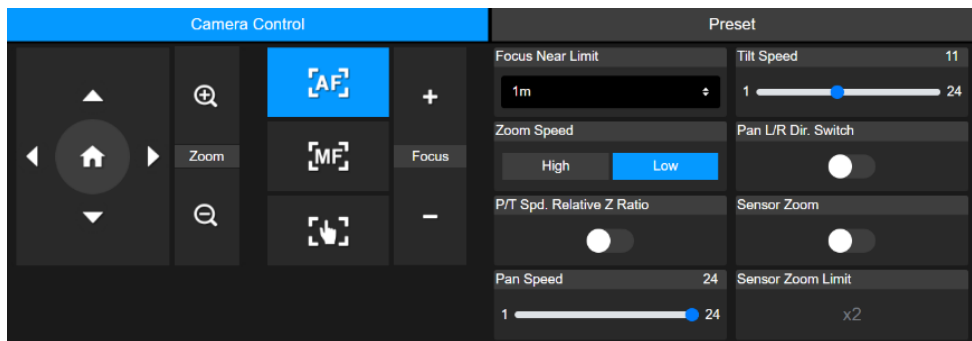 Camera Control
Preset
AF
MF
Zoom
+
Focus
−
Focus Near Limit
1m
Tilt Speed 11
1 24
Zoom Speed
High Low
Pan L/R Dir. Switch
P/T Spd. Relative Z Ratio
Sensor Zoom
Pan Speed 24
1 24
Sensor Zoom Limit
x2